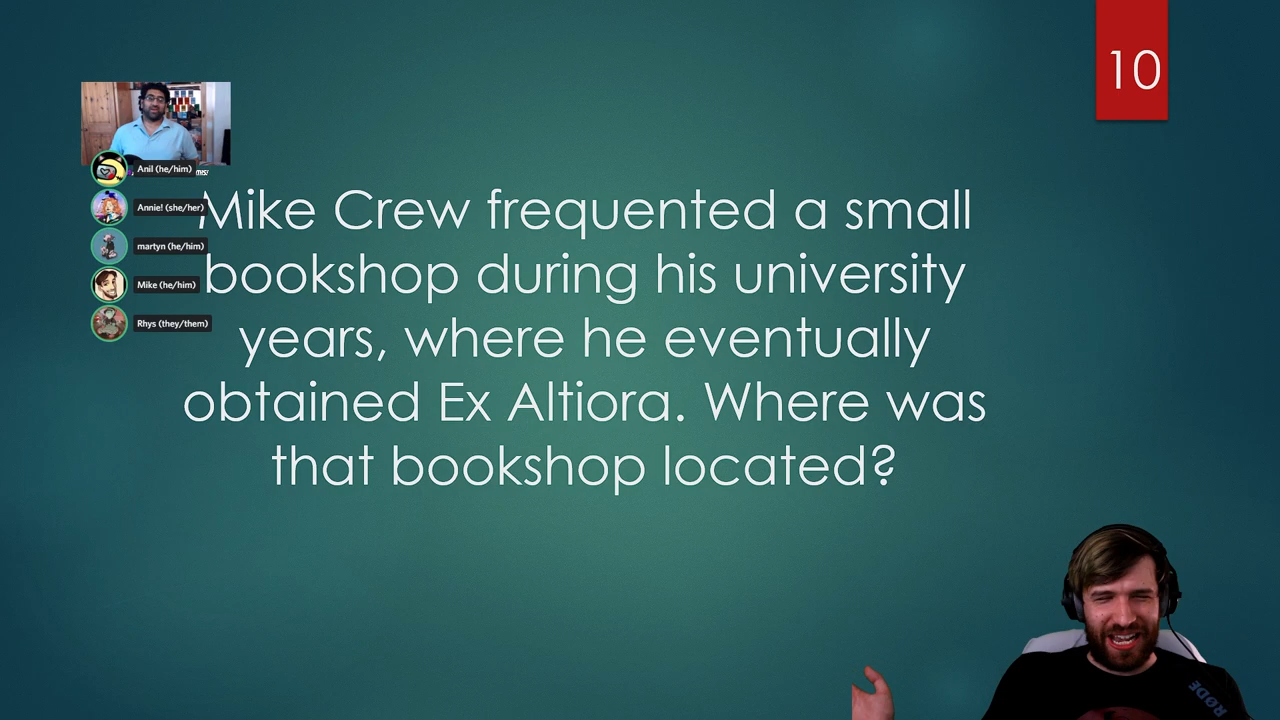 10
Anil (he/him)
Annie! (she/her)
martyn (he/him)
Mike (he/him)
Rhys (they/them)
Mike Crew frequented a small
bookshop during his university
years, where he eventually
obtained Ex Altiora. Where was
that bookshop located?
RØDE